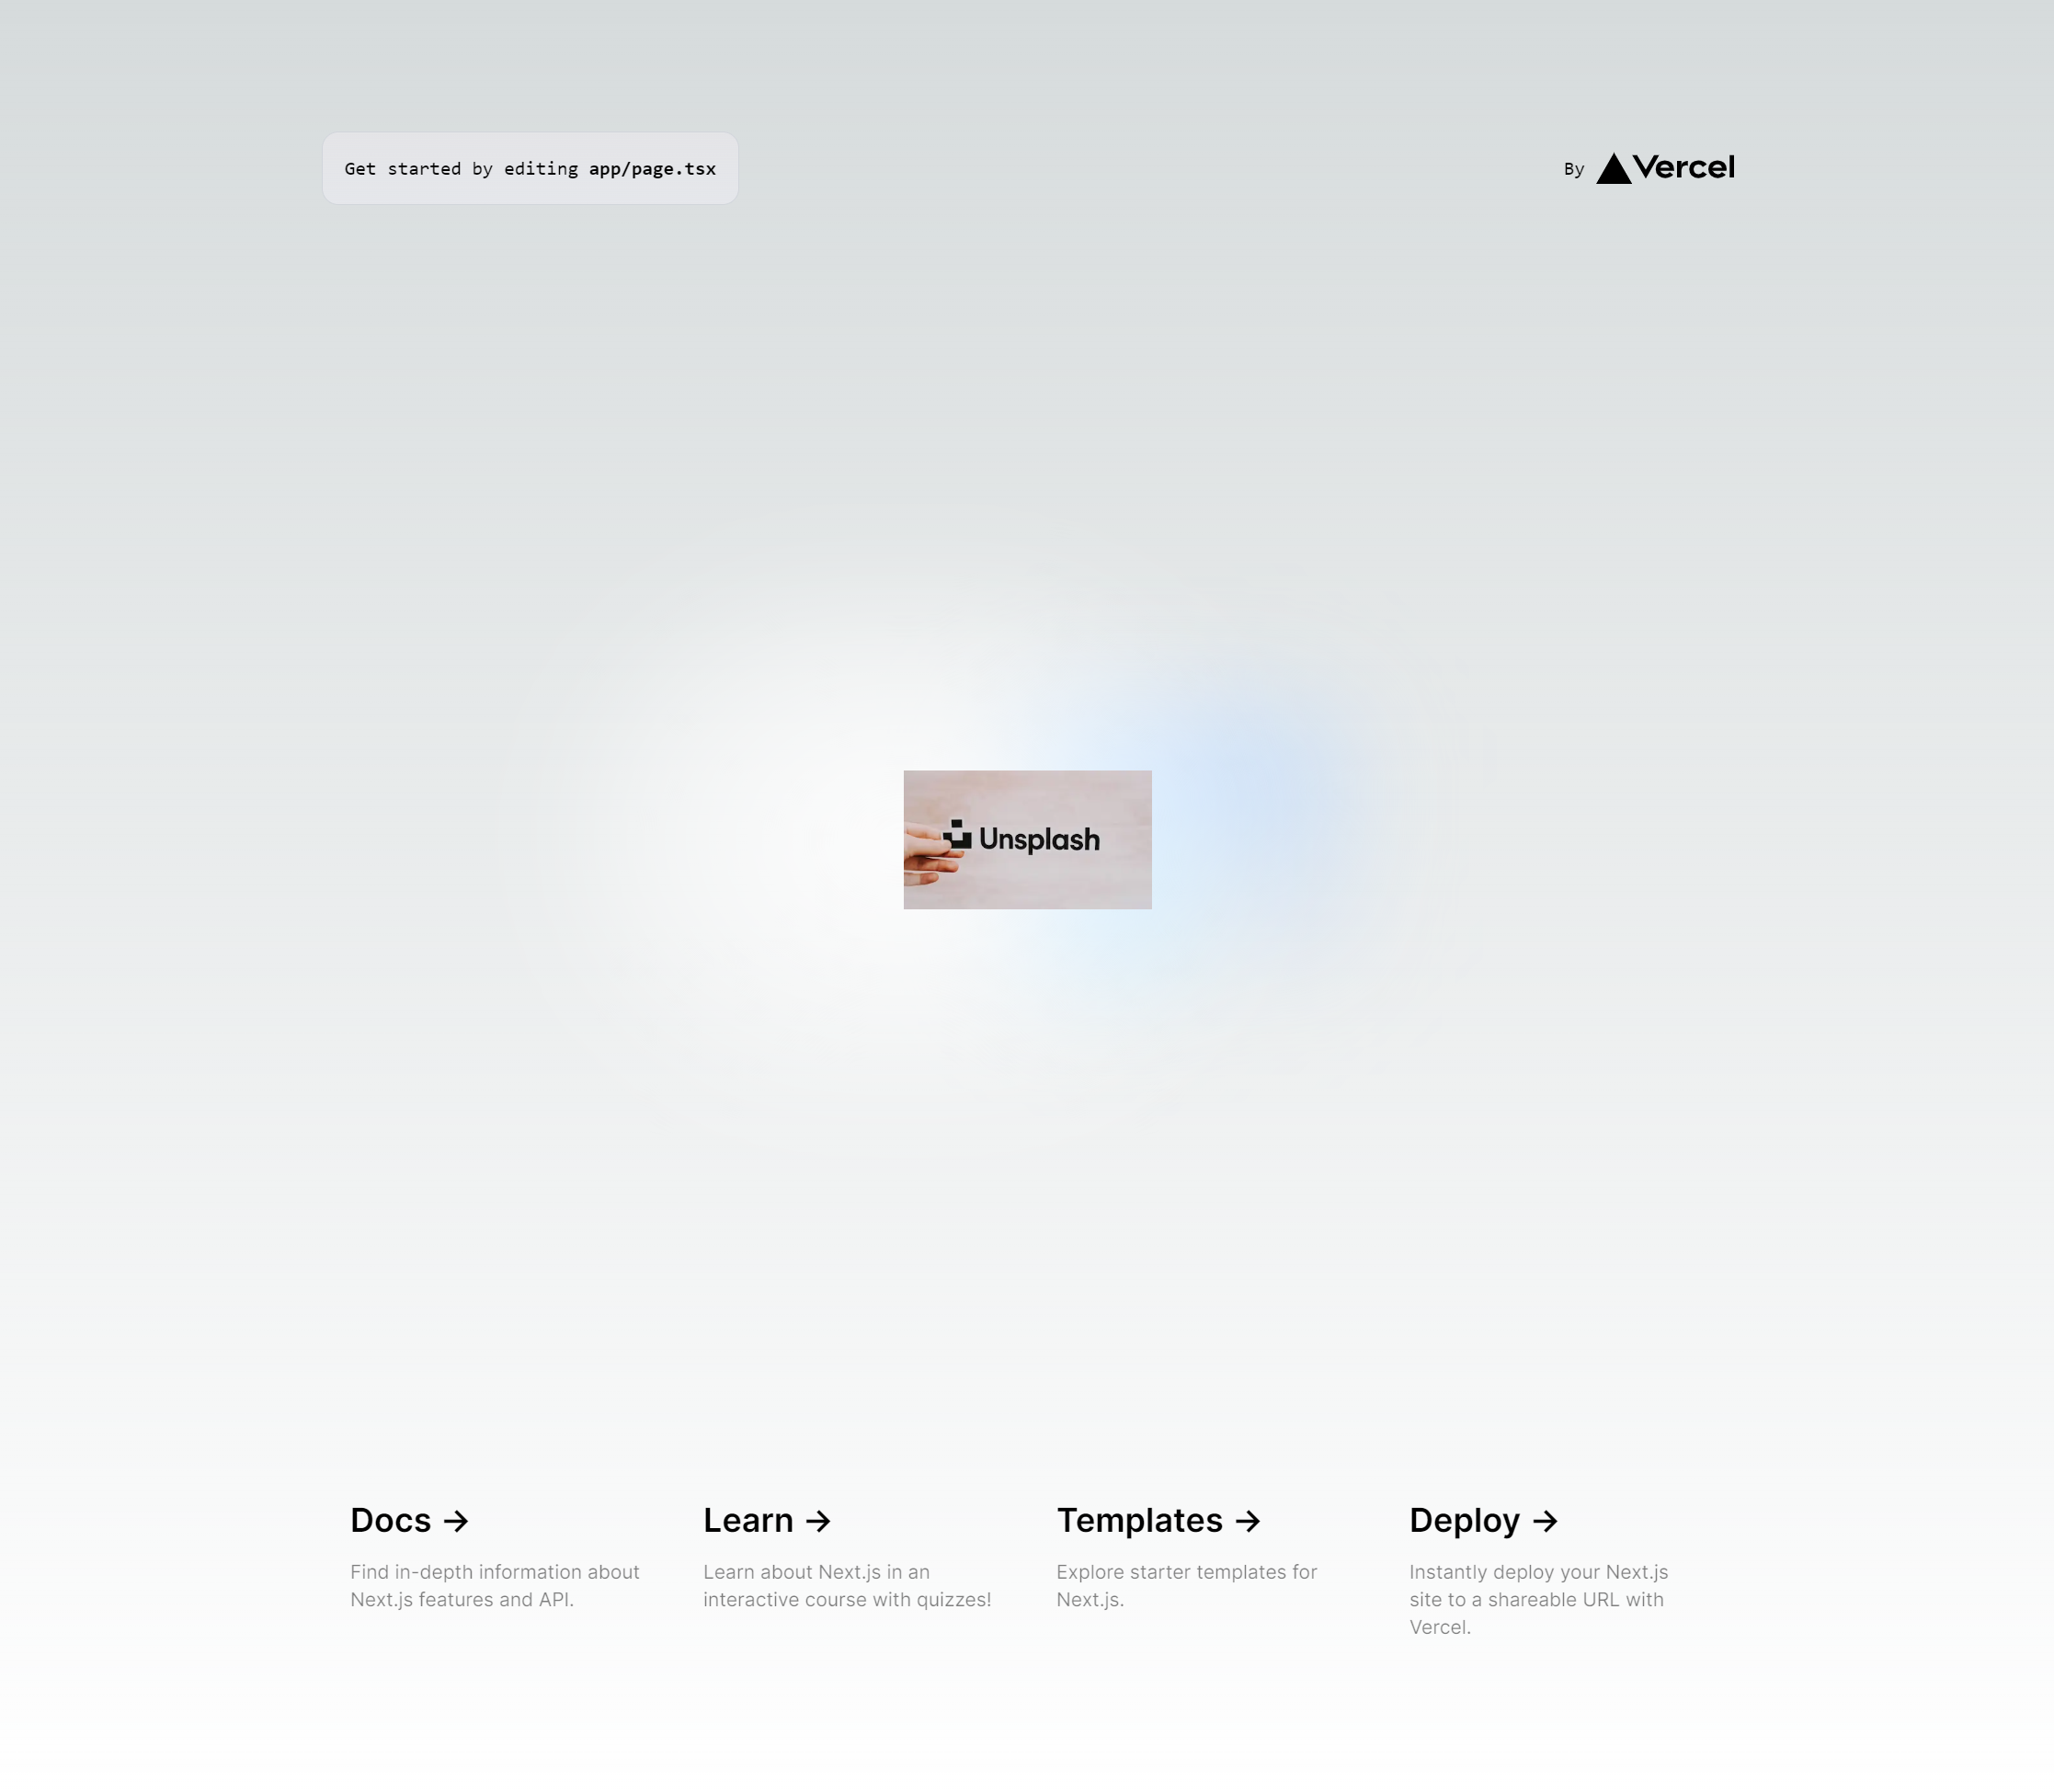 Get started by editing app/page.tsx
By Vercel
Unsplash
Docs ->
Find in-depth information about
Next.js features and API.
Learn ->
Learn about Next.js in an
interactive course with quizzes!
Templates ->
Explore starter templates for
Next.js.
Deploy ->
Instantly deploy your Next.js
site to a shareable URL with
Vercel.